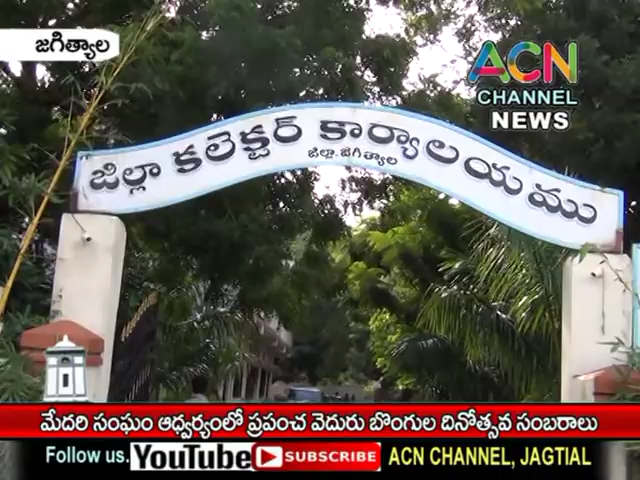 జగిత్యాల
ACN
CHANNEL
NEWS
జిల్లా కలెక్టర్ కార్యాలయము
జిల్లా.జగిత్యాల
మేదరి సంఘం ఆధ్వర్యంలో ప్రపంచ వెదురు బొంగుల దినోత్సవ సంబరాలు
Follow us. YouTube SUBSCRIBE ACN CHANNEL, JAGTIAL